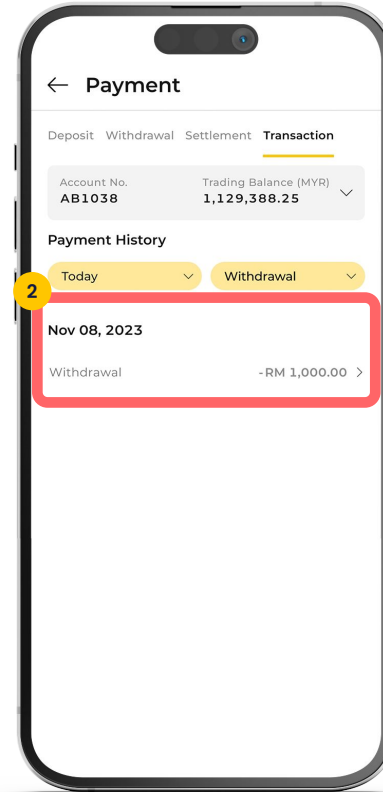 ← Payment
Deposit Withdrawal Settlement Transaction
Account No. Trading Balance (MYR)
AB1038 1,129,388.25
Payment History
Today Withdrawal
2
Nov 08, 2023
Withdrawal -RM 1,000.00 >